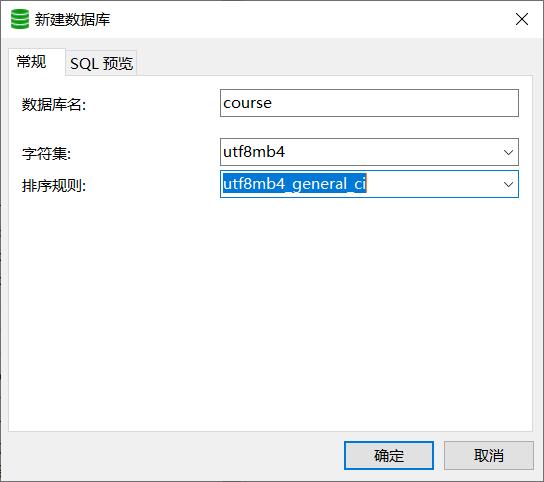 新建数据库
常规 SQL 预览
数据库名: course
字符集: utf8mb4
排序规则: utf8mb4_general_ci
确定 取消